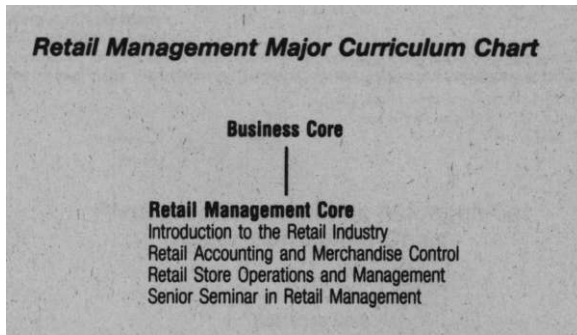 Retail Management Major Curriculum Chart
Business Core
Retail Management Core
Introduction to the Retail Industry
Retail Accounting and Merchandise Control
Retail Store Operations and Management
Senior Seminar in Retail Management